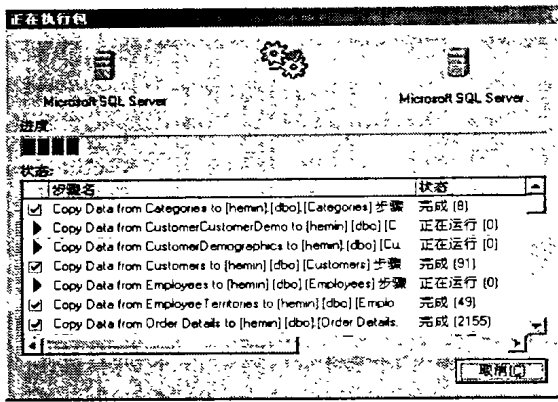 正在执行包
Microsoft SQL Server
Microsoft SQL Server
进度:
状态:
步骤名 状态
Copy Data from Categories to [hemin].[dbo].[Categories] 步骤 完成 (8)
Copy Data from CustomerCustomerDemo to [hemin].[dbo].[C 正在运行 (0)
Copy Data from CustomerDemographics to [hemin].[dbo].[Cu 正在运行 (0)
Copy Data from Customers to [hemin].[dbo].[Customers] 步骤 完成 (91)
Copy Data from Employees to [hemin].[dbo].[Employees] 步骤 正在运行 (0)
Copy Data from EmployeeTerritories to [hemin].[dbo].[Emplo 完成 (49)
Copy Data from Order Details to [hemin].[dbo].[Order Details. 完成 (2155)
取消(C)